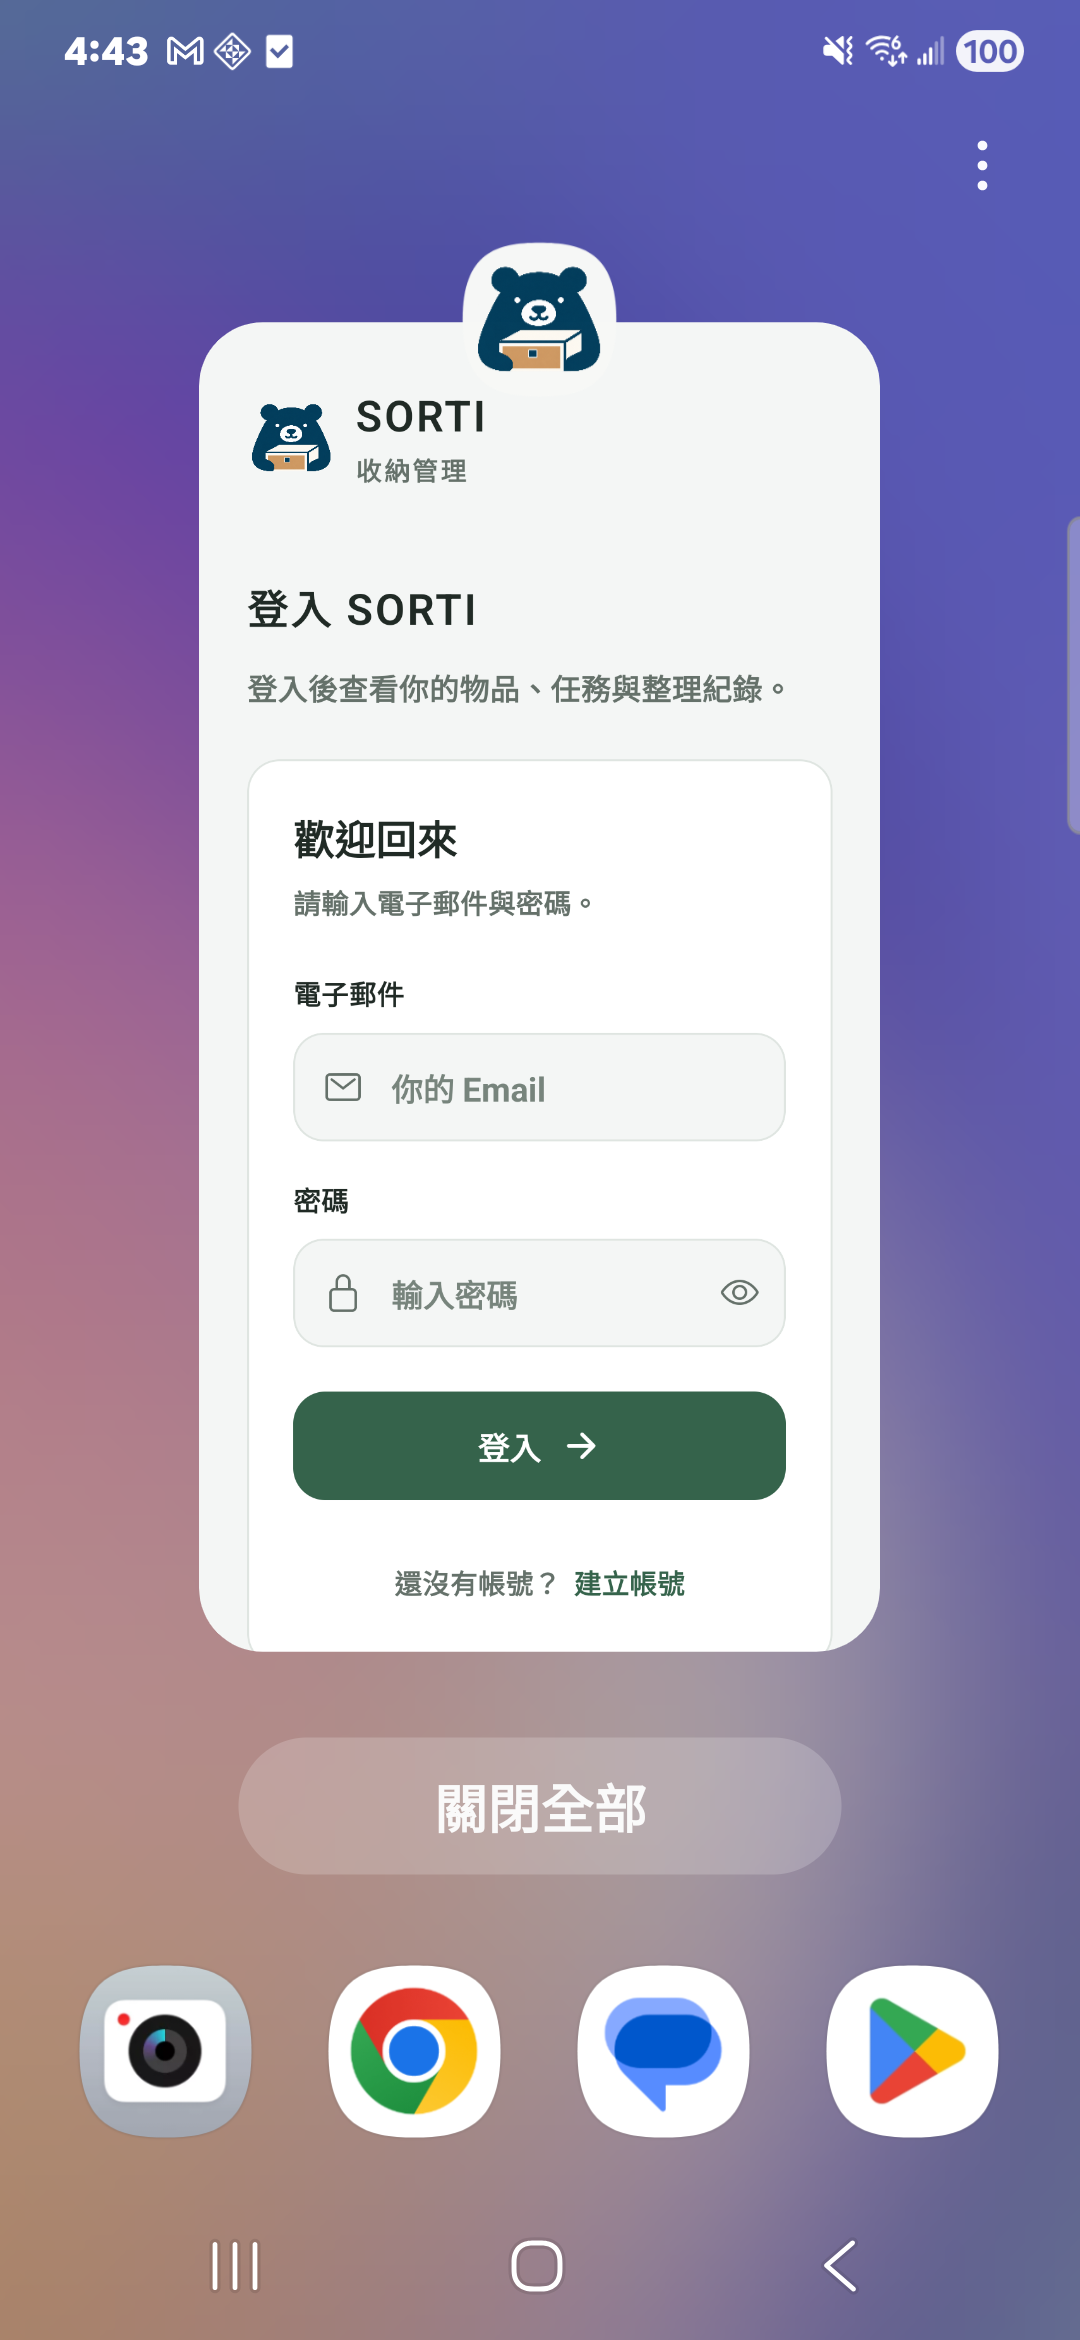 4:43
6
100
SORTI
收納管理
登入 SORTI
登入後查看你的物品、任務與整理紀錄。
歡迎回來
請輸入電子郵件與密碼。
電子郵件
你的 Email
密碼
輸入密碼
登入
還沒有帳號？ 建立帳號
關閉全部